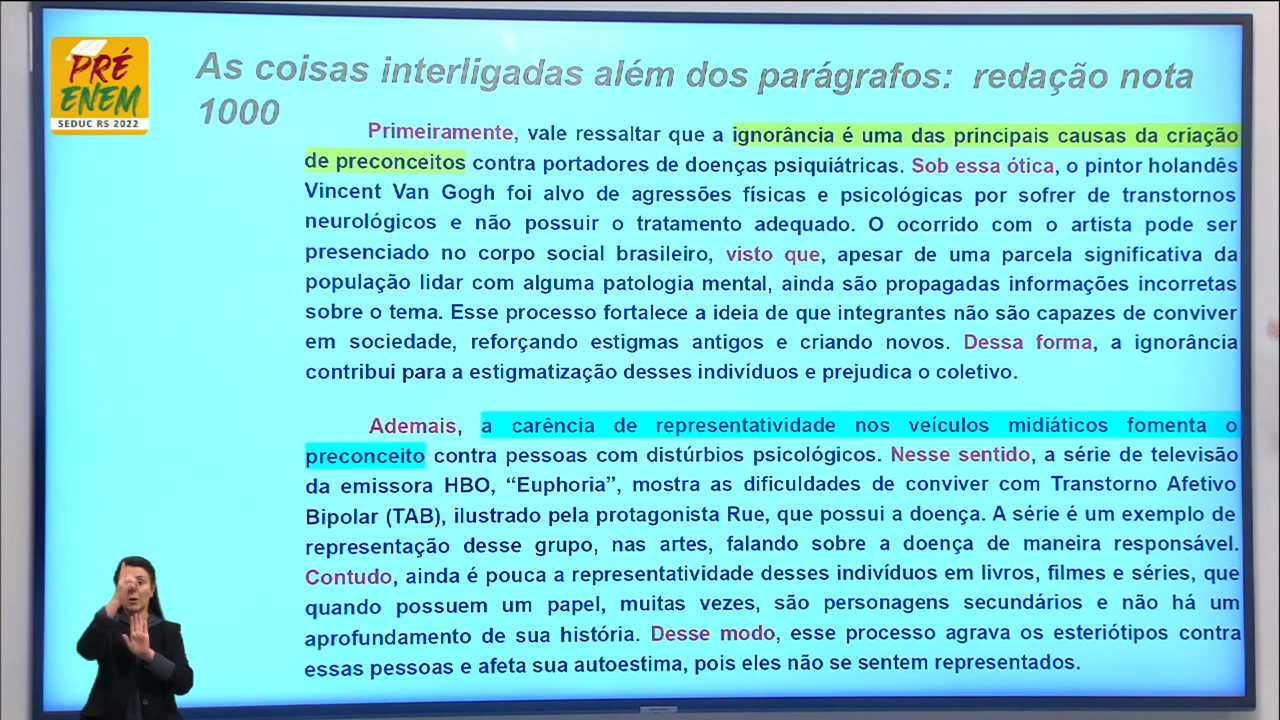 PRÉ
ENEM
SEDUC RS 2022
As coisas interligadas além dos parágrafos: redação nota
1000
Primeiramente, vale ressaltar que a ignorância é uma das principais causas da criação
de preconceitos contra portadores de doenças psiquiátricas. Sob essa ótica, o pintor holandês
Vincent Van Gogh foi alvo de agressões físicas e psicológicas por sofrer de transtornos
neurológicos e não possuir o tratamento adequado. O ocorrido com o artista pode ser
presenciado no corpo social brasileiro, visto que, apesar de uma parcela significativa da
população lidar com alguma patologia mental, ainda são propagadas informações incorretas
sobre o tema. Esse processo fortalece a ideia de que integrantes não são capazes de conviver
em sociedade, reforçando estigmas antigos e criando novos. Dessa forma, a ignorância
contribui para a estigmatização desses indivíduos e prejudica o coletivo.
Ademais, a carência de representatividade nos veículos midiáticos fomenta o
preconceito contra pessoas com distúrbios psicológicos. Nesse sentido, a série de televisão
da emissora HBO, “Euphoria”, mostra as dificuldades de conviver com Transtorno Afetivo
Bipolar (TAB), ilustrado pela protagonista Rue, que possui a doença. A série é um exemplo de
representação desse grupo, nas artes, falando sobre a doença de maneira responsável.
Contudo, ainda é pouca a representatividade desses indivíduos em livros, filmes e séries, que
quando possuem um papel, muitas vezes, são personagens secundários e não há um
aprofundamento de sua história. Desse modo, esse processo agrava os esteriótipos contra
essas pessoas e afeta sua autoestima, pois eles não se sentem representados.